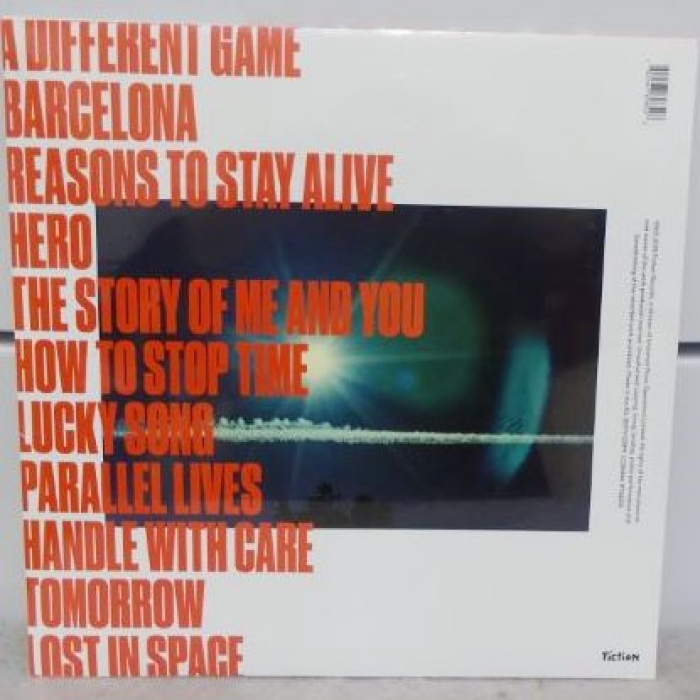 A DIFFERENT GAME
BARCELONA
REASONS TO STAY ALIVE
HERO
THE STORY OF ME AND YOU
HOW TO STOP TIME
LUCKY SONG
PARALLEL LIVES
HANDLE WITH CARE
TOMORROW
LOST IN SPACE
Fiction